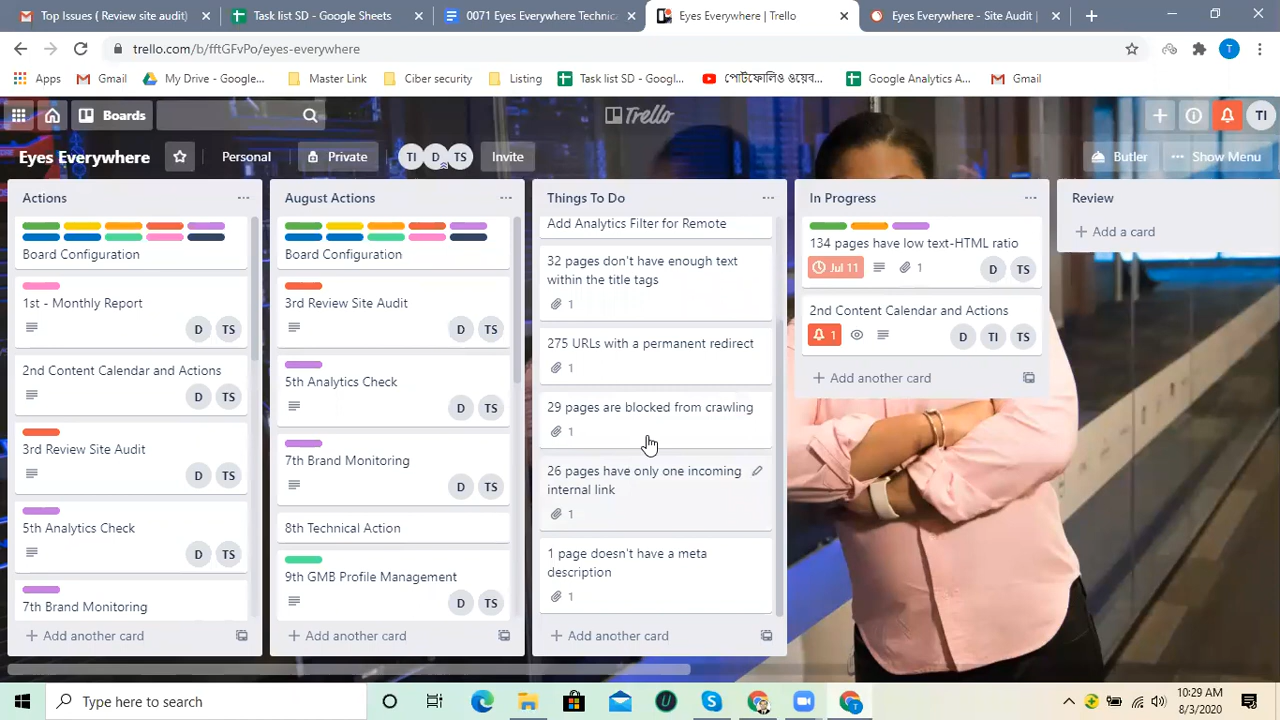 Top Issues ( Review site audit)
Task list SD - Google Sheets
0071 Eyes Everywhere Technic
Eyes Everywhere | Trello
Eyes Everywhere - Site Audit |
trello.com/b/fftGFvPo/eyes-everywhere
T
Apps
Gmail
My Drive - Google...
Master Link
Ciber security
Listing
Task list SD - Googl...
পোর্টফোলিও ওয়েব...
Google Analytics A...
Gmail
Boards
Trello
TI
Eyes Everywhere
Personal
Private
TI D TS
Invite
Butler
··· Show Menu
Actions
Board Configuration
1st - Monthly Report
D TS
2nd Content Calendar and Actions
D TS
3rd Review Site Audit
D TS
5th Analytics Check
D TS
7th Brand Monitoring
+ Add another card
August Actions
Board Configuration
3rd Review Site Audit
D TS
5th Analytics Check
D TS
7th Brand Monitoring
D TS
8th Technical Action
9th GMB Profile Management
D TS
+ Add another card
Things To Do
Add Analytics Filter for Remote
32 pages don't have enough text
within the title tags
1
275 URLs with a permanent redirect
1
29 pages are blocked from crawling
1
26 pages have only one incoming
internal link
1
1 page doesn't have a meta
description
1
+ Add another card
In Progress
134 pages have low text-HTML ratio
Jul 11
1
D TS
2nd Content Calendar and Actions
1
D TI TS
+ Add another card
Review
+ Add a card
Type here to search
10:29 AM
8/3/2020